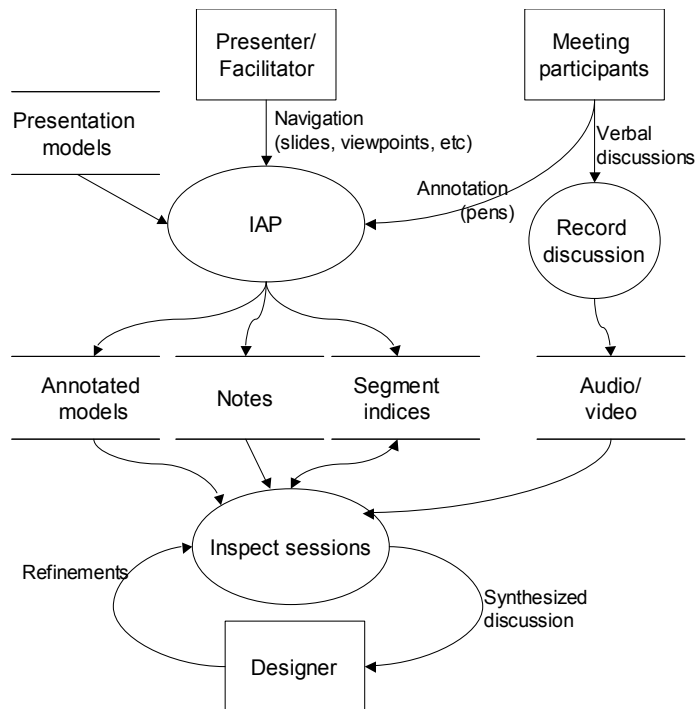 Presenter/
Facilitator
Meeting
participants
Presentation
models
Navigation
(slides, viewpoints, etc)
Verbal
discussions
Annotation
(pens)
IAP
Record
discussion
Annotated
models
Notes
Segment
indices
Audio/
video
Inspect sessions
Refinements
Synthesized
discussion
Designer